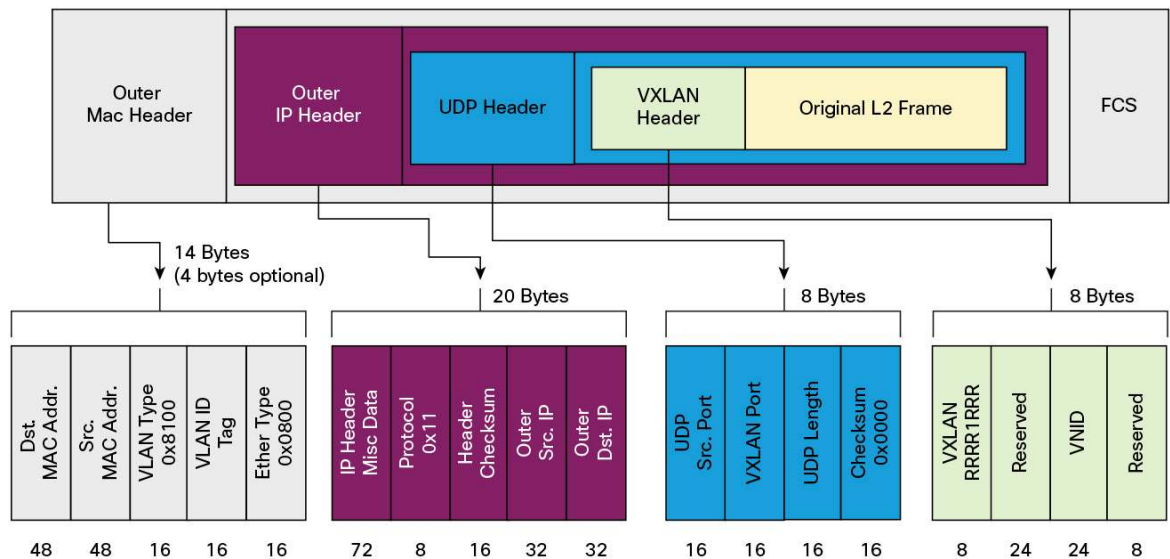 Outer
Mac Header
Outer
IP Header
UDP Header
VXLAN
Header
Original L2 Frame
FCS
14 Bytes
(4 bytes optional)
20 Bytes
8 Bytes
8 Bytes
Dst.
MAC Addr.
Src.
MAC Addr.
VLAN Type
0x8100
VLAN ID
Tag
Ether Type
0x0800
IP Header
Misc Data
Protocol
0x11
Header
Checksum
Outer
Src. IP
Outer
Dst. IP
UDP
Src. Port
VXLAN Port
UDP Length
Checksum
0x0000
VXLAN
RRRR1RRR
Reserved
VNID
Reserved
48 48 16 16 16 72 8 16 32 32 16 16 16 16 8 24 24 8